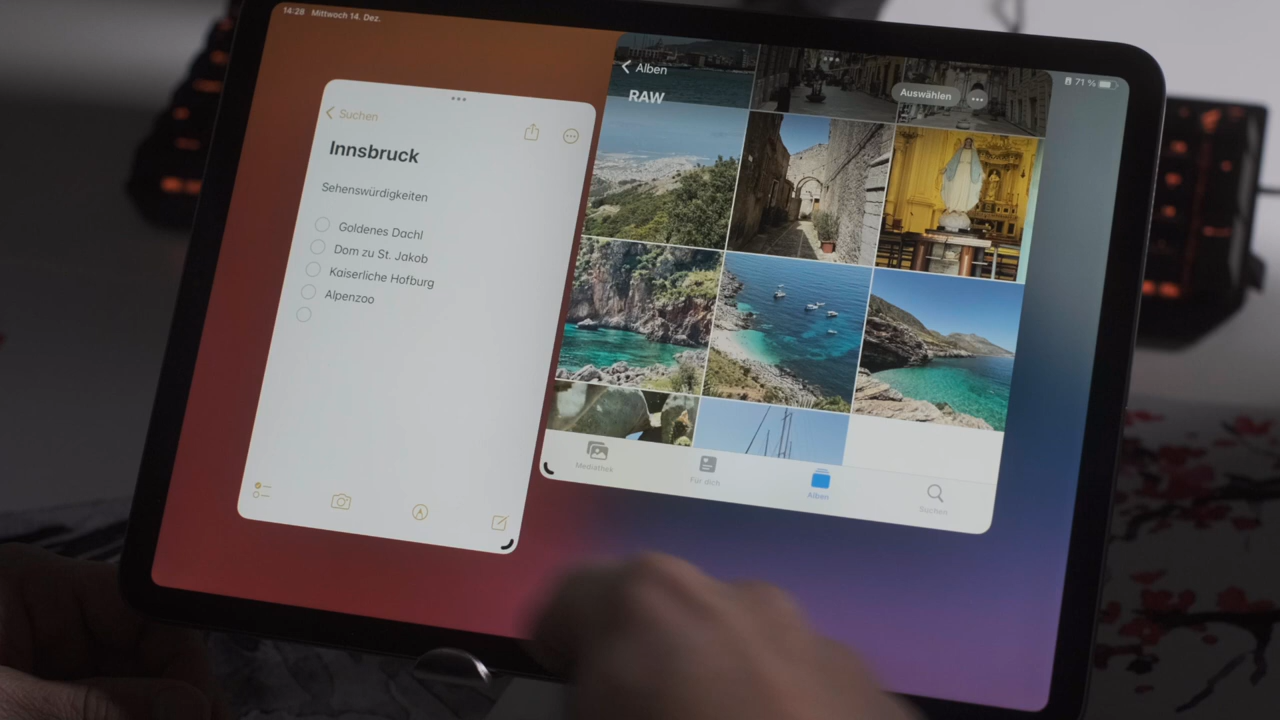 14:28 Mittwoch 14. Dez.
71 %
Suchen
Innsbruck
Sehenswürdigkeiten
Goldenes Dachl
Dom zu St. Jakob
Kaiserliche Hofburg
Alpenzoo
Alben
RAW
Auswählen
Mediathek
Für dich
Alben
Suchen